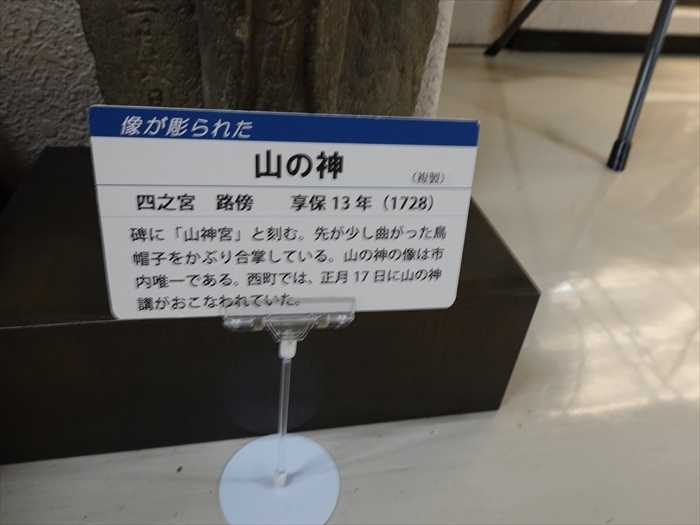 像が彫られた
山の神
（複製）
四之宮　路傍　　享保 13 年（1728）
碑に「山神宮」と刻む。先が少し曲がった烏
帽子をかぶり合掌している。山の神の像は市
内唯一である。西町では、正月 17 日に山の神
講がおこなわれていた。